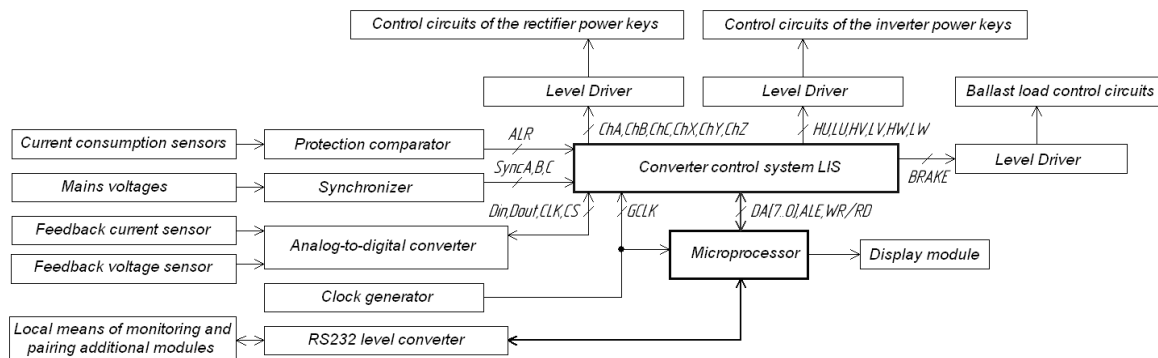 Control circuits of the rectifier power keys
Control circuits of the inverter power keys
Level Driver
Level Driver
Ballast load control circuits
ChA,ChB,ChC,ChX,ChY,ChZ
HU,LU,HV,LV,HW,LW
Current consumption sensors
Protection comparator
ALR
Converter control system LIS
Level Driver
BRAKE
Mains voltages
Synchronizer
SyncA,B,C
Din,Dout,CLK,CS
GCLK
DA[7..0],ALE,WR/RD
Feedback current sensor
Analog-to-digital converter
Feedback voltage sensor
Microprocessor
Display module
Clock generator
Local means of monitoring and
pairing additional modules
RS232 level converter